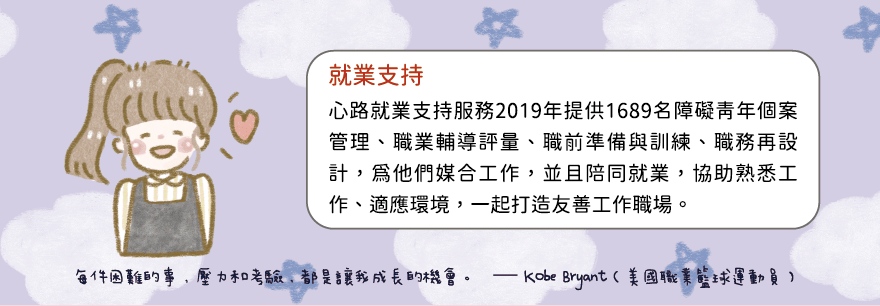 就業支持
心路就業支持服務2019年提供1689名障礙青年個案
管理、職業輔導評量、職前準備與訓練、職務再設
計，為他們媒合工作，並且陪同就業，協助熟悉工
作、適應環境，一起打造友善工作職場。
每件困難的事、壓力和考驗，都是讓我成長的機會。 —— Kobe Bryant（美國職業籃球運動員）